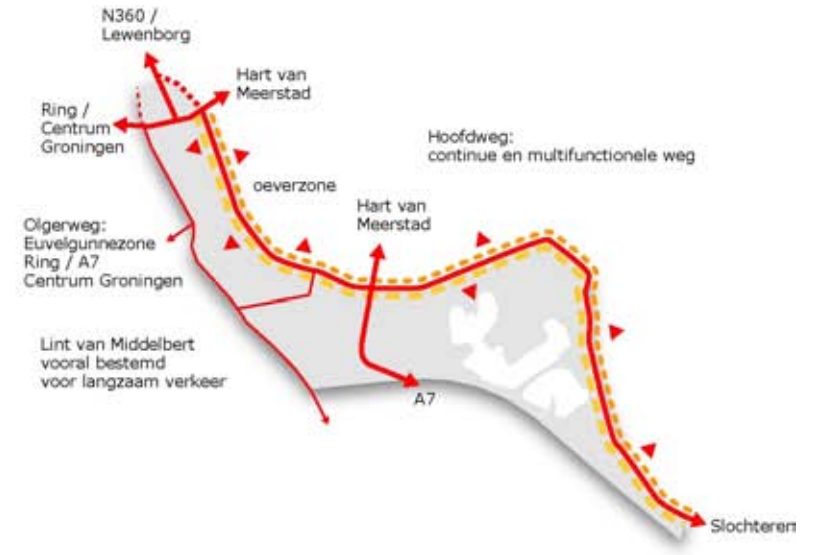 N360 /
Lewenborg
Hart van
Meerstad
Ring /
Centrum
Groningen
Hoofdweg:
continue en multifunctionele weg
oeverzone
Hart van
Meerstad
Olgerweg:
Euvelgunnezone
Ring / A7
Centrum Groningen
Lint van Middelbert
vooral bestemd
voor langzaam verkeer
A7
Slochteren